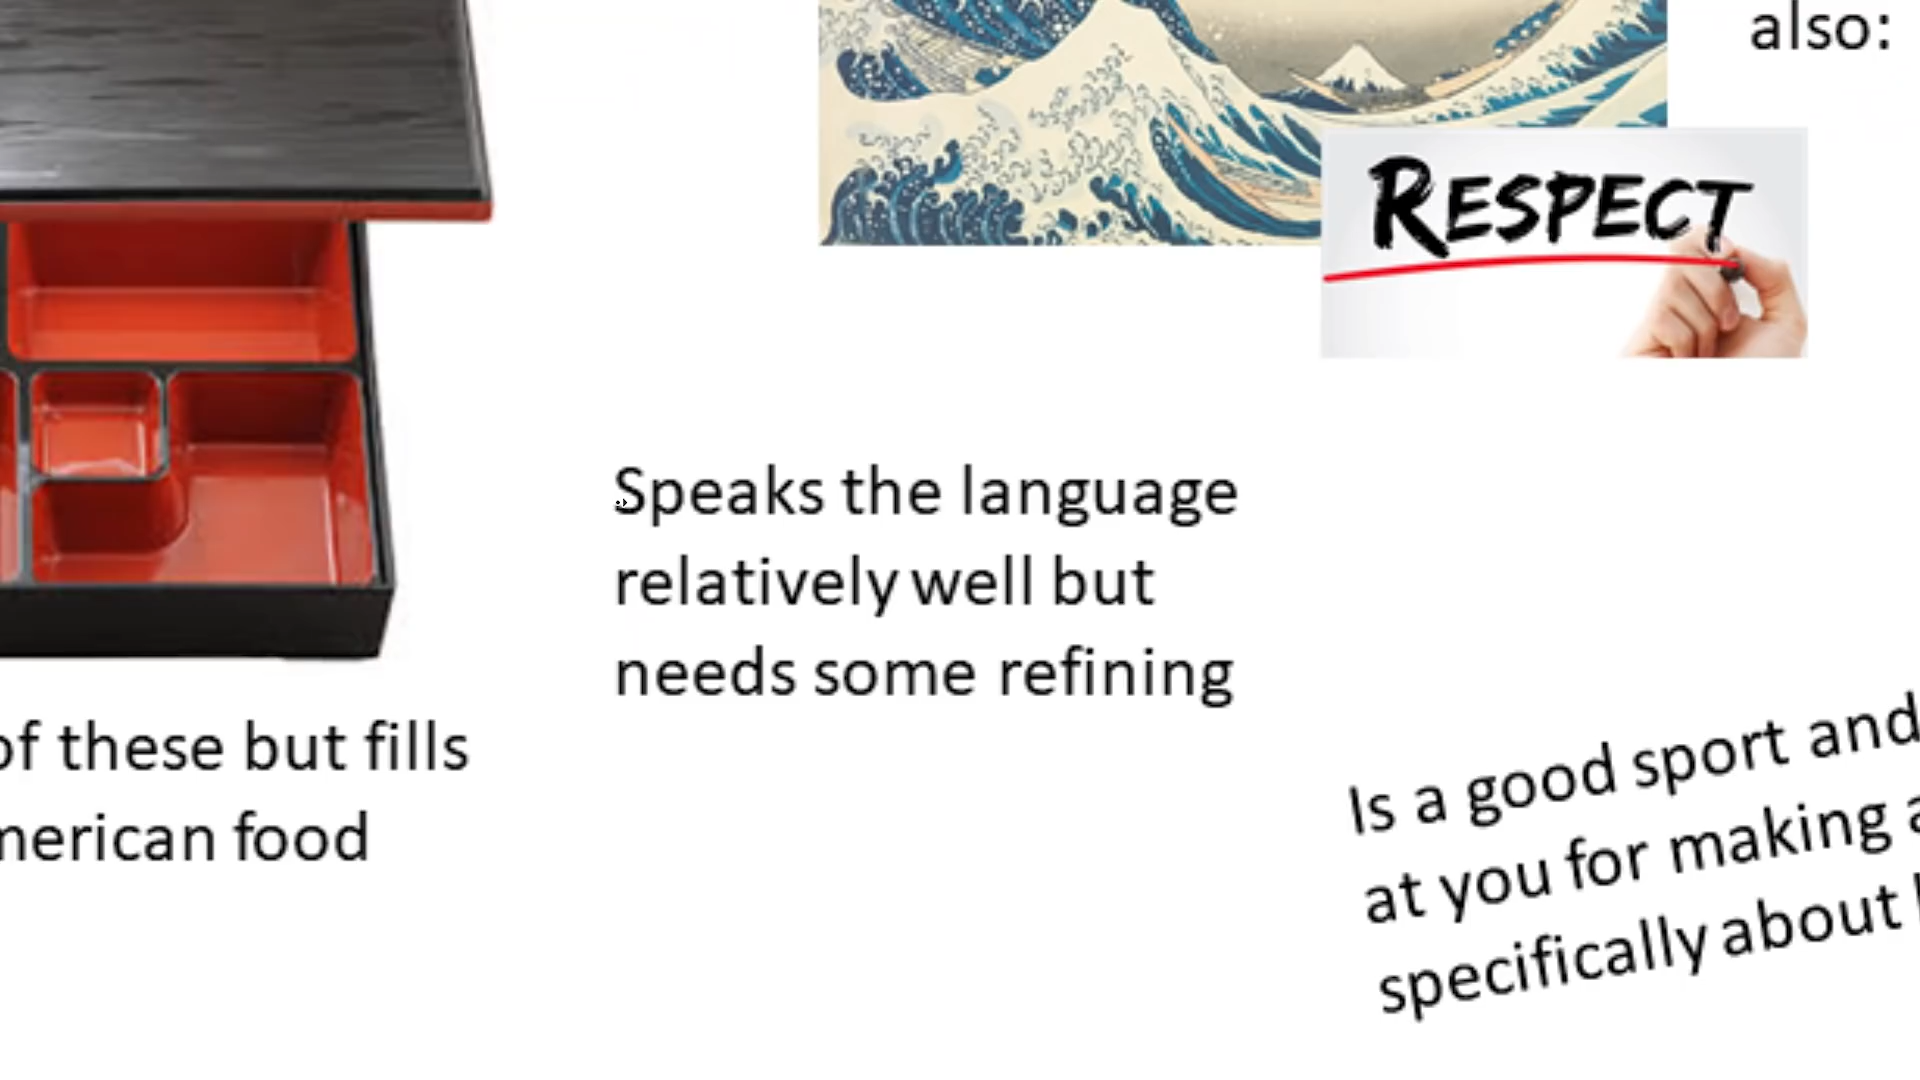 also:
RESPECT
Speaks the language
relatively well but
needs some refining
of these but fills
merican food
Is a good sport and
at you for making a
specifically about